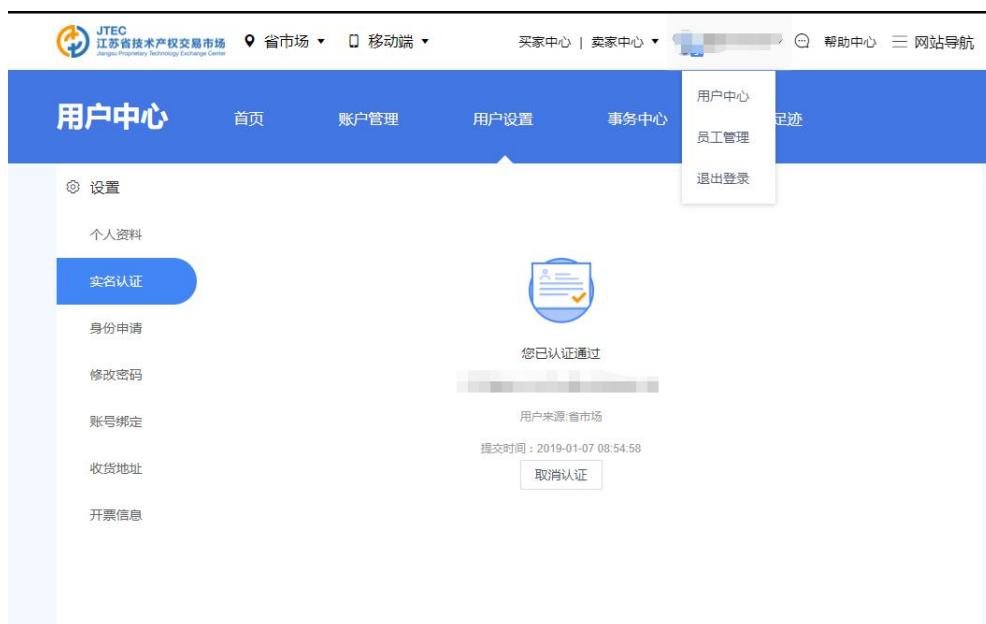 JTEC
江苏省技术产权交易市场
Jiangsu Proprietary Technology Exchange Center
省市场 移动端 买家中心 | 卖家中心 帮助中心 网站导航
用户中心 首页 账户管理 用户设置 事务中心 足迹
用户中心
员工管理
退出登录
设置
个人资料
实名认证
身份申请
修改密码
账号绑定
收货地址
开票信息
您已认证通过
用户来源:省市场
提交时间：2019-01-07 08:54:58
取消认证